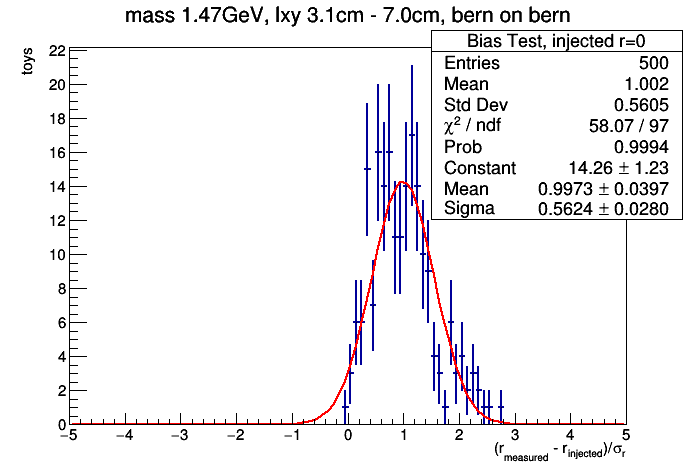 mass 1.47GeV, lxy 3.1cm - 7.0cm, bern on bern
Bias Test, injected r=0
Entries 500
Mean 1.002
Std Dev 0.5605
χ² / ndf 58.07 / 97
Prob 0.9994
Constant 14.26 ± 1.23
Mean 0.9973 ± 0.0397
Sigma 0.5624 ± 0.0280
toys
22
20
18
16
14
12
10
8
6
4
2
0
−5 −4 −3 −2 −1 0 1 2 3 4 5
(r_measured - r_injected)/σ_r